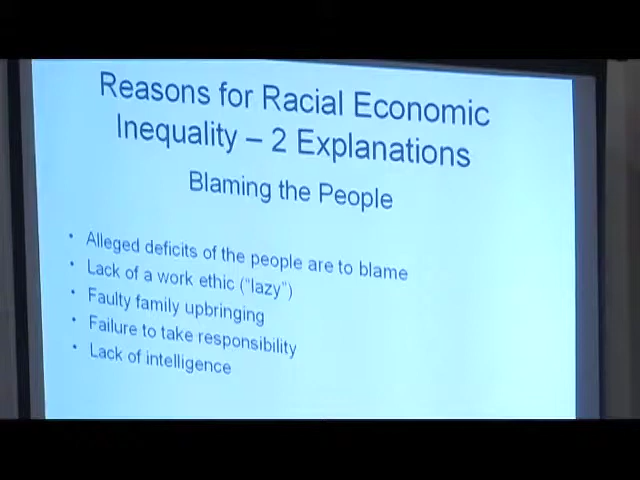 Reasons for Racial Economic
Inequality – 2 Explanations
Blaming the People
• Alleged deficits of the people are to blame
• Lack of a work ethic ("lazy")
• Faulty family upbringing
• Failure to take responsibility
• Lack of intelligence